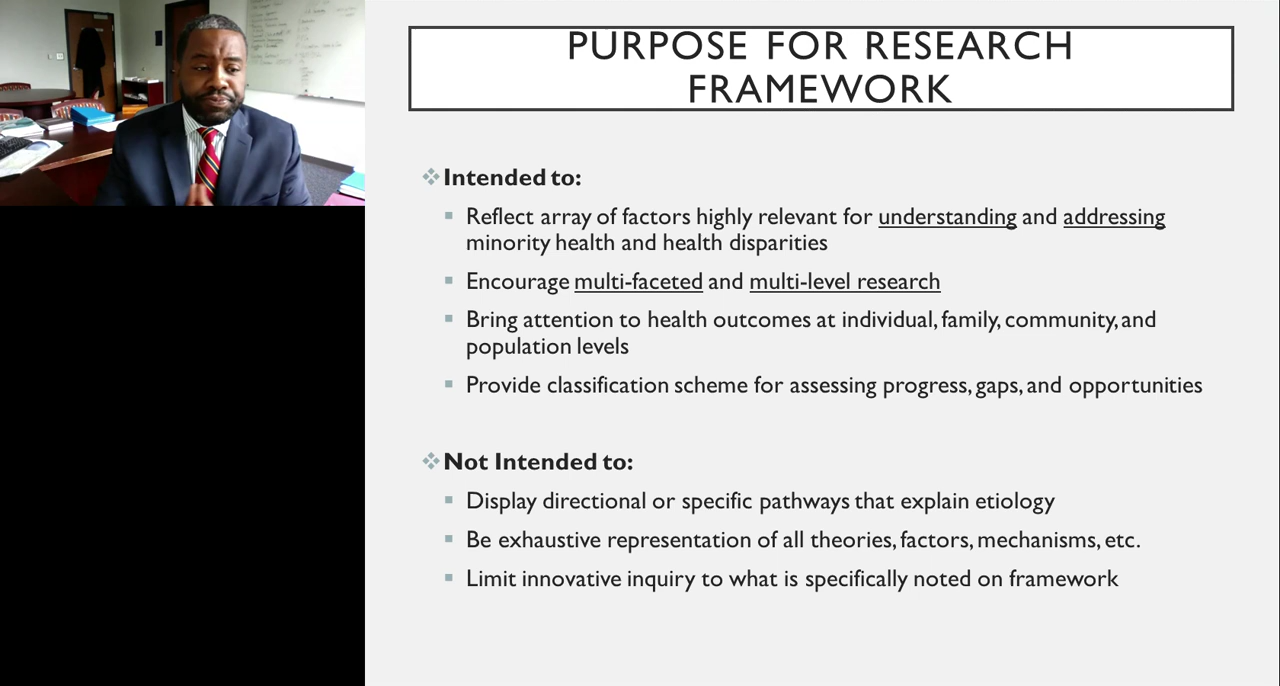 PURPOSE FOR RESEARCH
FRAMEWORK
Intended to:
Reflect array of factors highly relevant for understanding and addressing
minority health and health disparities
Encourage multi-faceted and multi-level research
Bring attention to health outcomes at individual, family, community, and
population levels
Provide classification scheme for assessing progress, gaps, and opportunities
Not Intended to:
Display directional or specific pathways that explain etiology
Be exhaustive representation of all theories, factors, mechanisms, etc.
Limit innovative inquiry to what is specifically noted on framework